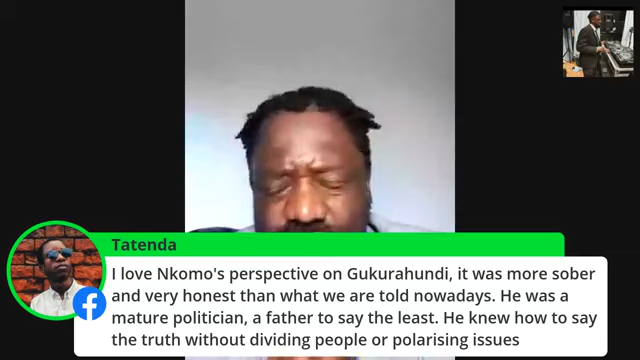 Tatenda
I love Nkomo's perspective on Gukurahundi, it was more sober
and very honest than what we are told nowadays. He was a
mature politician, a father to say the least. He knew how to say
the truth without dividing people or polarising issues